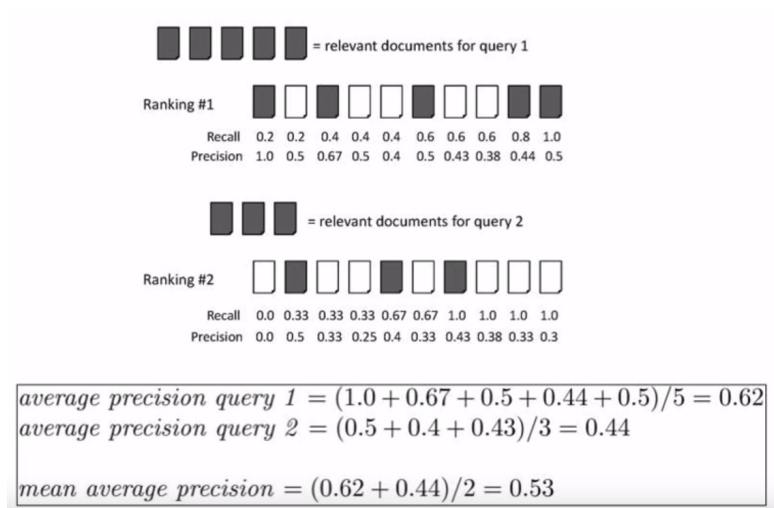 = relevant documents for query 1
Ranking #1
Recall 0.2 0.2 0.4 0.4 0.4 0.6 0.6 0.6 0.8 1.0
Precision 1.0 0.5 0.67 0.5 0.4 0.5 0.43 0.38 0.44 0.5
= relevant documents for query 2
Ranking #2
Recall 0.0 0.33 0.33 0.33 0.67 0.67 1.0 1.0 1.0 1.0
Precision 0.0 0.5 0.33 0.25 0.4 0.33 0.43 0.38 0.33 0.3
average precision query 1 = (1.0 + 0.67 + 0.5 + 0.44 + 0.5)/5 = 0.62
average precision query 2 = (0.5 + 0.4 + 0.43)/3 = 0.44
mean average precision = (0.62 + 0.44)/2 = 0.53